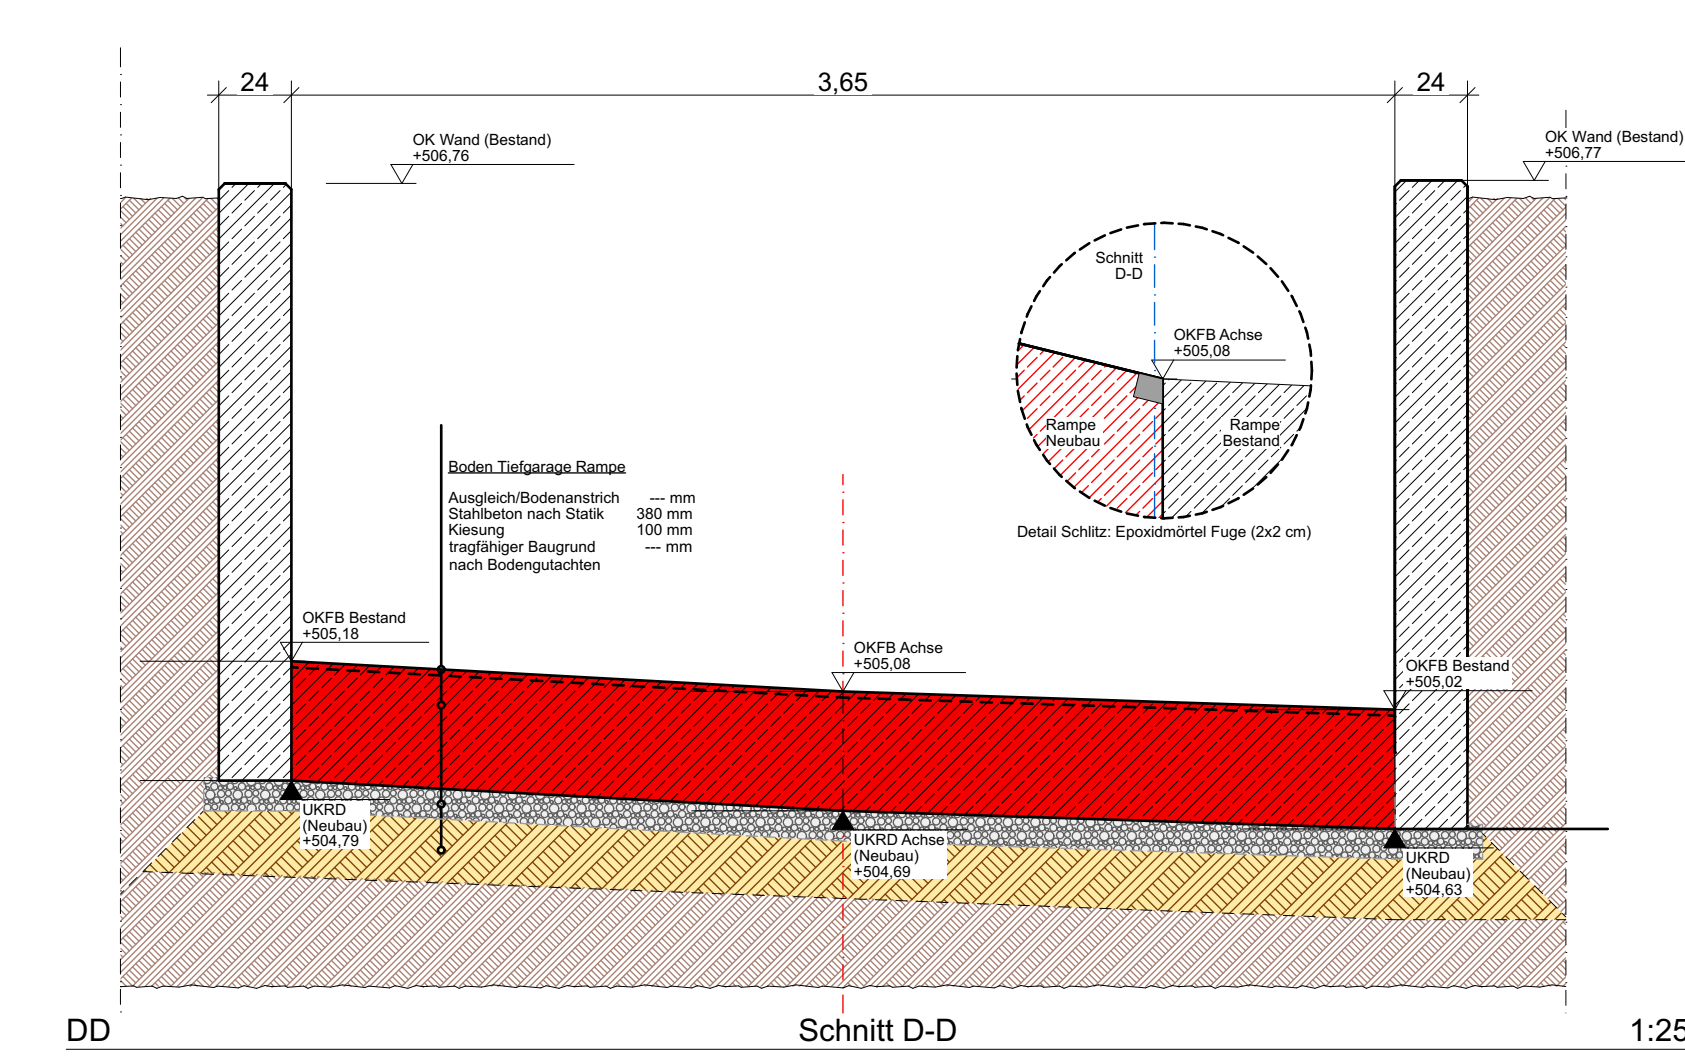 24
3,65
24
OK Wand (Bestand)
+506,76
OK Wand (Bestand)
+506,77
Schnitt
D-D
OKFB Achse
+505,08
Rampe
Neubau
Rampe
Bestand
Detail Schlitz: Epoxidmörtel Fuge (2x2 cm)
Boden Tiefgarage Rampe
Ausgleich/Bodenanstrich --- mm
Stahlbeton nach Statik 380 mm
Kiesung 100 mm
tragfähiger Baugrund --- mm
nach Bodengutachten
OKFB Bestand
+505,18
OKFB Achse
+505,08
OKFB Bestand
+505,02
UKRD
(Neubau)
+504,79
UKRD Achse
(Neubau)
+504,69
UKRD
(Neubau)
+504,63
DD
Schnitt D-D
1:25